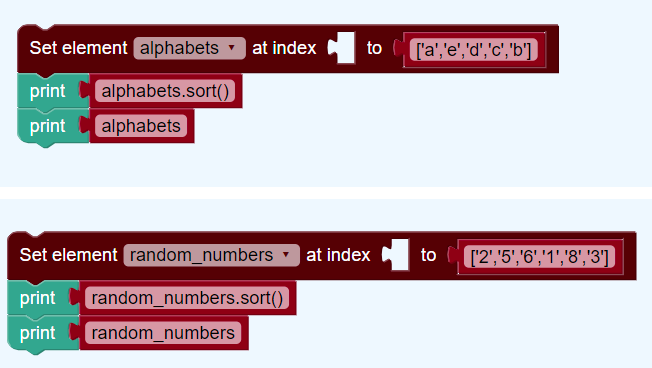 Set element alphabets at index to ['a','e','d','c','b']
print alphabets.sort()
print alphabets
Set element random_numbers at index to ['2','5','6','1','8','3']
print random_numbers.sort()
print random_numbers